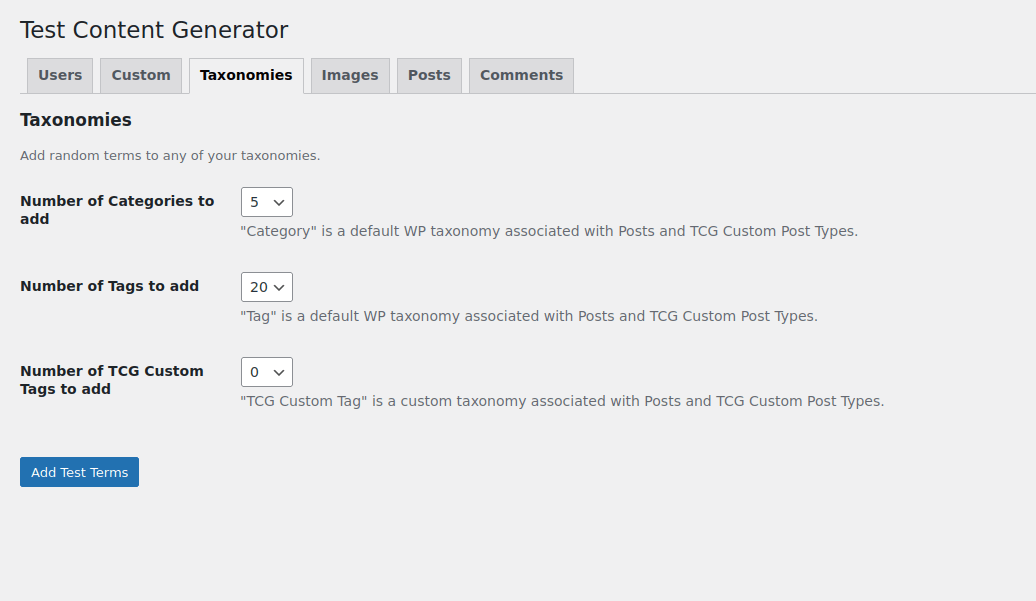 Test Content Generator
Users Custom Taxonomies Images Posts Comments
Taxonomies
Add random terms to any of your taxonomies.
Number of Categories to
add
5
"Category" is a default WP taxonomy associated with Posts and TCG Custom Post Types.
Number of Tags to add
20
"Tag" is a default WP taxonomy associated with Posts and TCG Custom Post Types.
Number of TCG Custom
Tags to add
0
"TCG Custom Tag" is a custom taxonomy associated with Posts and TCG Custom Post Types.
Add Test Terms